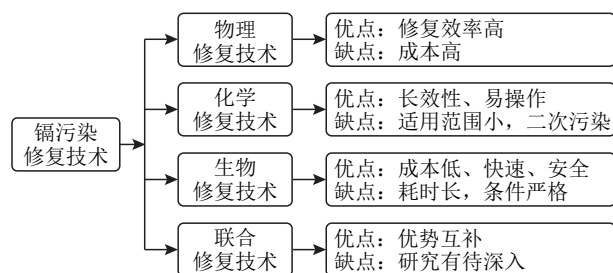 镉污染
修复技术
物理
修复技术
优点：修复效率高
缺点：成本高
化学
修复技术
优点：长效性、易操作
缺点：适用范围小，二次污染
生物
修复技术
优点：成本低、快速、安全
缺点：耗时长，条件严格
联合
修复技术
优点：优势互补
缺点：研究有待深入